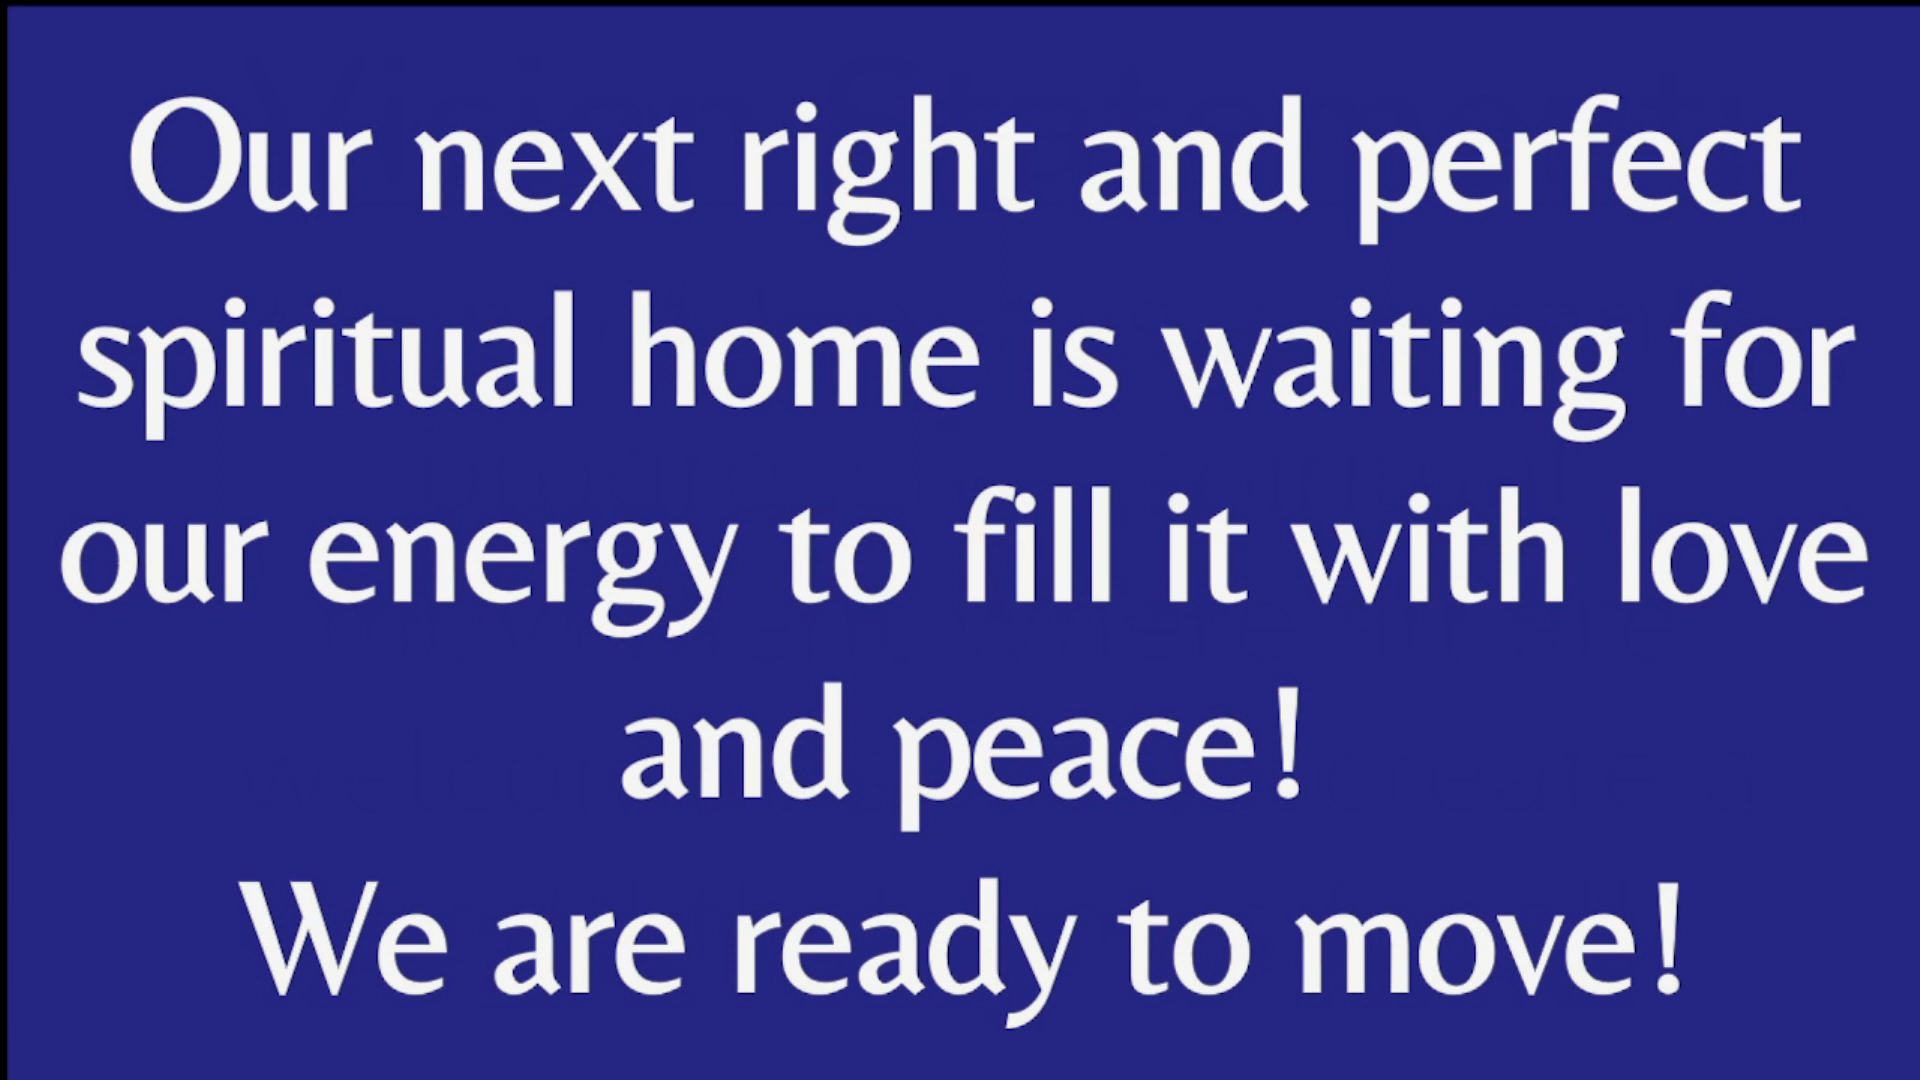 Our next right and perfect
spiritual home is waiting for
our energy to fill it with love
and peace!
We are ready to move!